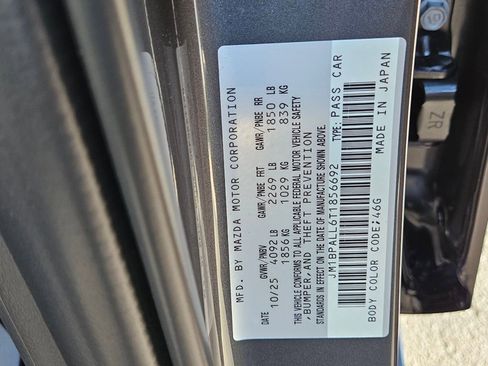 MFD. BY MAZDA MOTOR CORPORATION
DATE GVWR/PNBV GAWR/PNBE FRT GAWR/PNBE RR
10/25 4092 LB 2269 LB 1850 LB
1856 KG 1029 KG 839 KG
THIS VEHICLE CONFORMS TO ALL APPLICABLE FEDERAL MOTOR VEHICLE SAFETY
,BUMPER,AND THEFT PREVENTION
STANDARDS IN EFFECT ON THE DATE OF MANUFACTURE SHOWN ABOVE.
JM1BPALL6T1856692 TYPE: PASS CAR
BODY COLOR CODE:46G MADE IN JAPAN
ZR